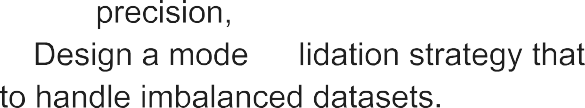 precision,
Design a mode lidation strategy that
to handle imbalanced datasets.